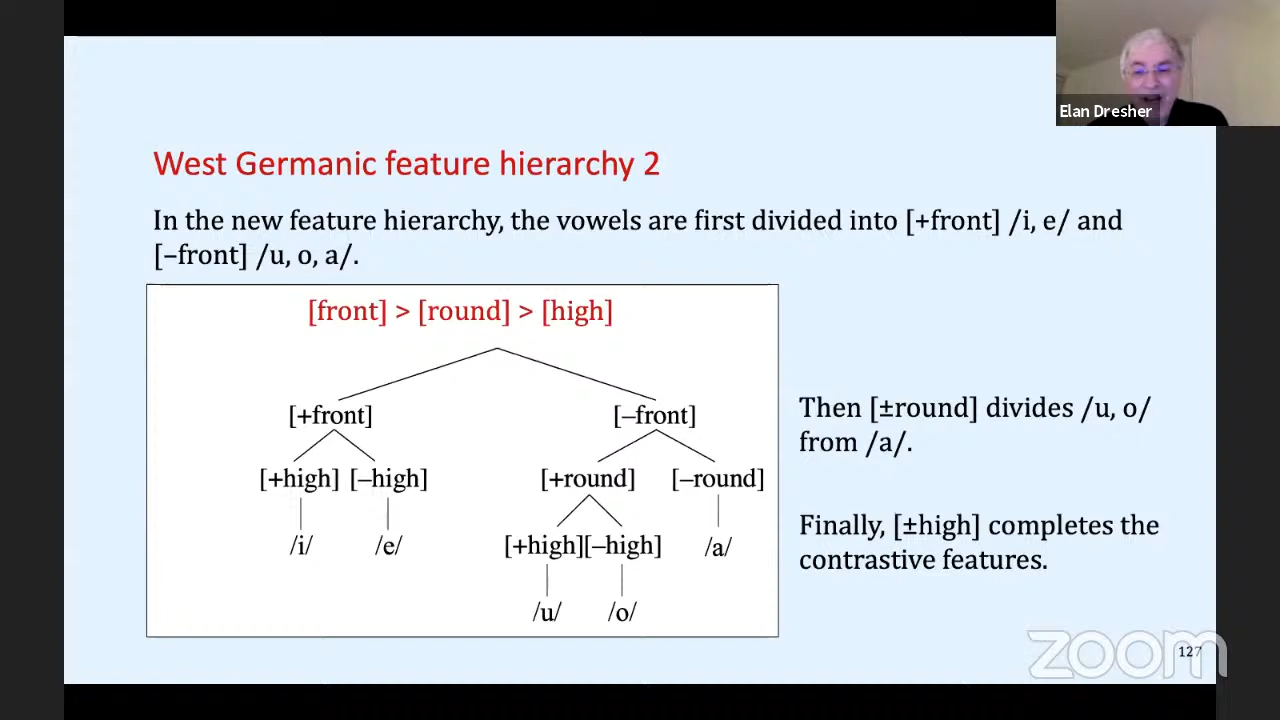 Elan Dresher
West Germanic feature hierarchy 2
In the new feature hierarchy, the vowels are first divided into [+front] /i, e/ and
[–front] /u, o, a/.
[front] > [round] > [high]
[+front] [–front]
[+high] [–high] [+round] [–round]
/i/ /e/ [+high][–high] /a/
/u/ /o/
Then [±round] divides /u, o/
from /a/.
Finally, [±high] completes the
contrastive features.
zoom
127